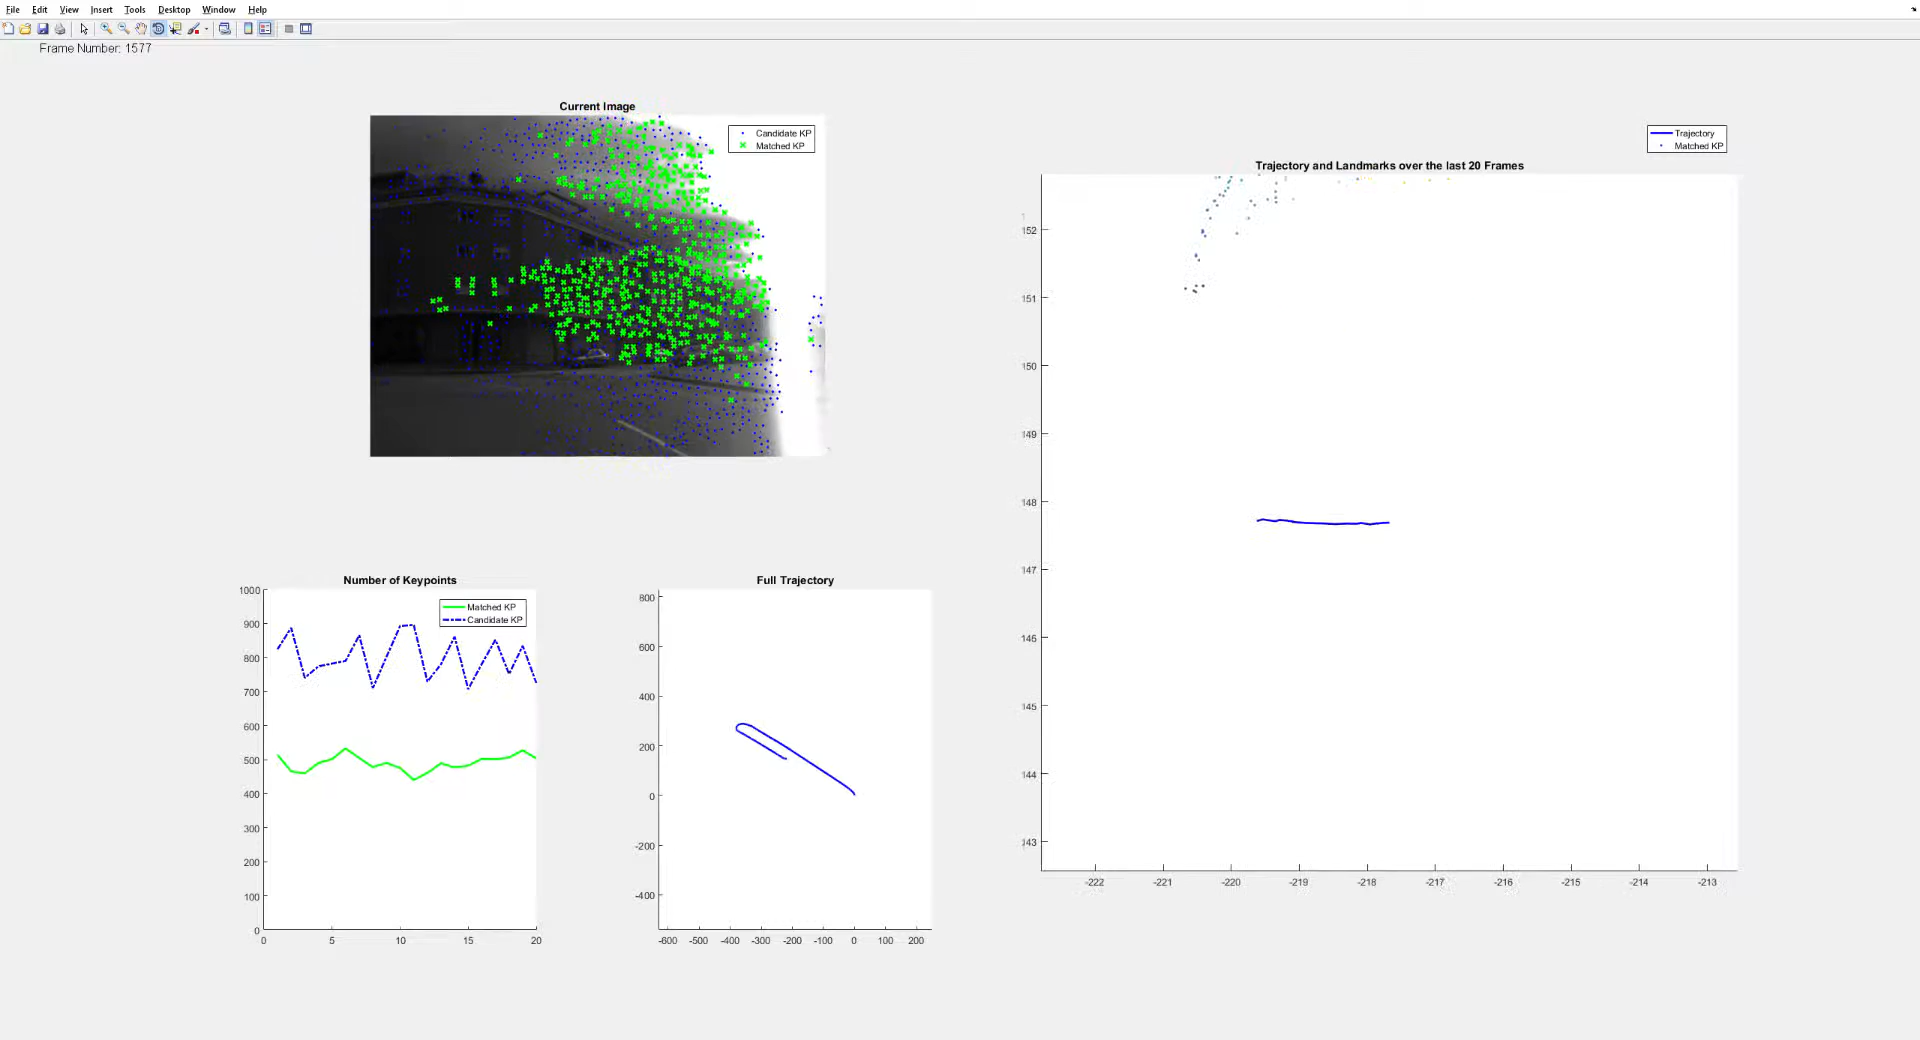 File Edit View Insert Tools Desktop Window Help
Frame Number: 1577
Current Image
Candidate KP
Matched KP
Trajectory
Matched KP
Trajectory and Landmarks over the last 20 Frames
152
151
150
149
148
147
146
145
144
143
-222 -221 -220 -219 -218 -217 -216 -215 -214 -213
Number of Keypoints
Matched KP
Candidate KP
1000
900
800
700
600
500
400
300
200
100
0
0 5 10 15 20
Full Trajectory
800
600
400
200
0
-200
-400
-600 -500 -400 -300 -200 -100 0 100 200